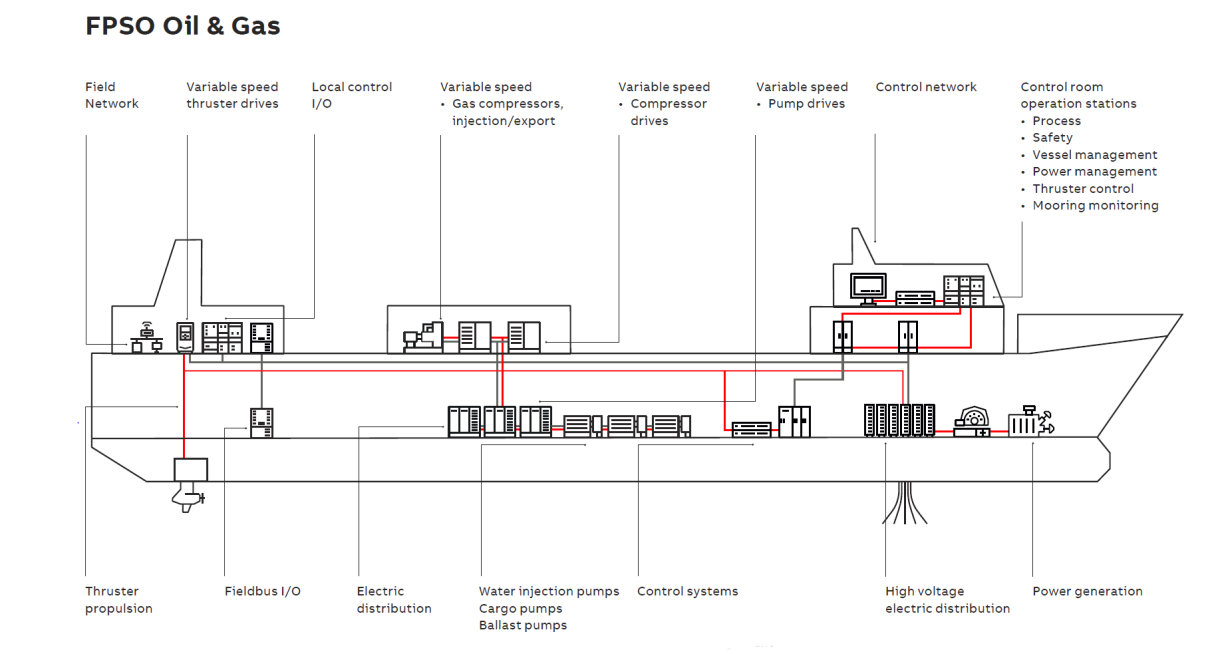 FPSO Oil & Gas
Field
Network
Variable speed
thruster drives
Local control
I/O
Variable speed
• Gas compressors,
injection/export
Variable speed
• Compressor
drives
Variable speed
• Pump drives
Control network
Control room
operation stations
• Process
• Safety
• Vessel management
• Power management
• Thruster control
• Mooring monitoring
Thruster
propulsion
Fieldbus I/O
Electric
distribution
Water injection pumps
Cargo pumps
Ballast pumps
Control systems
High voltage
electric distribution
Power generation